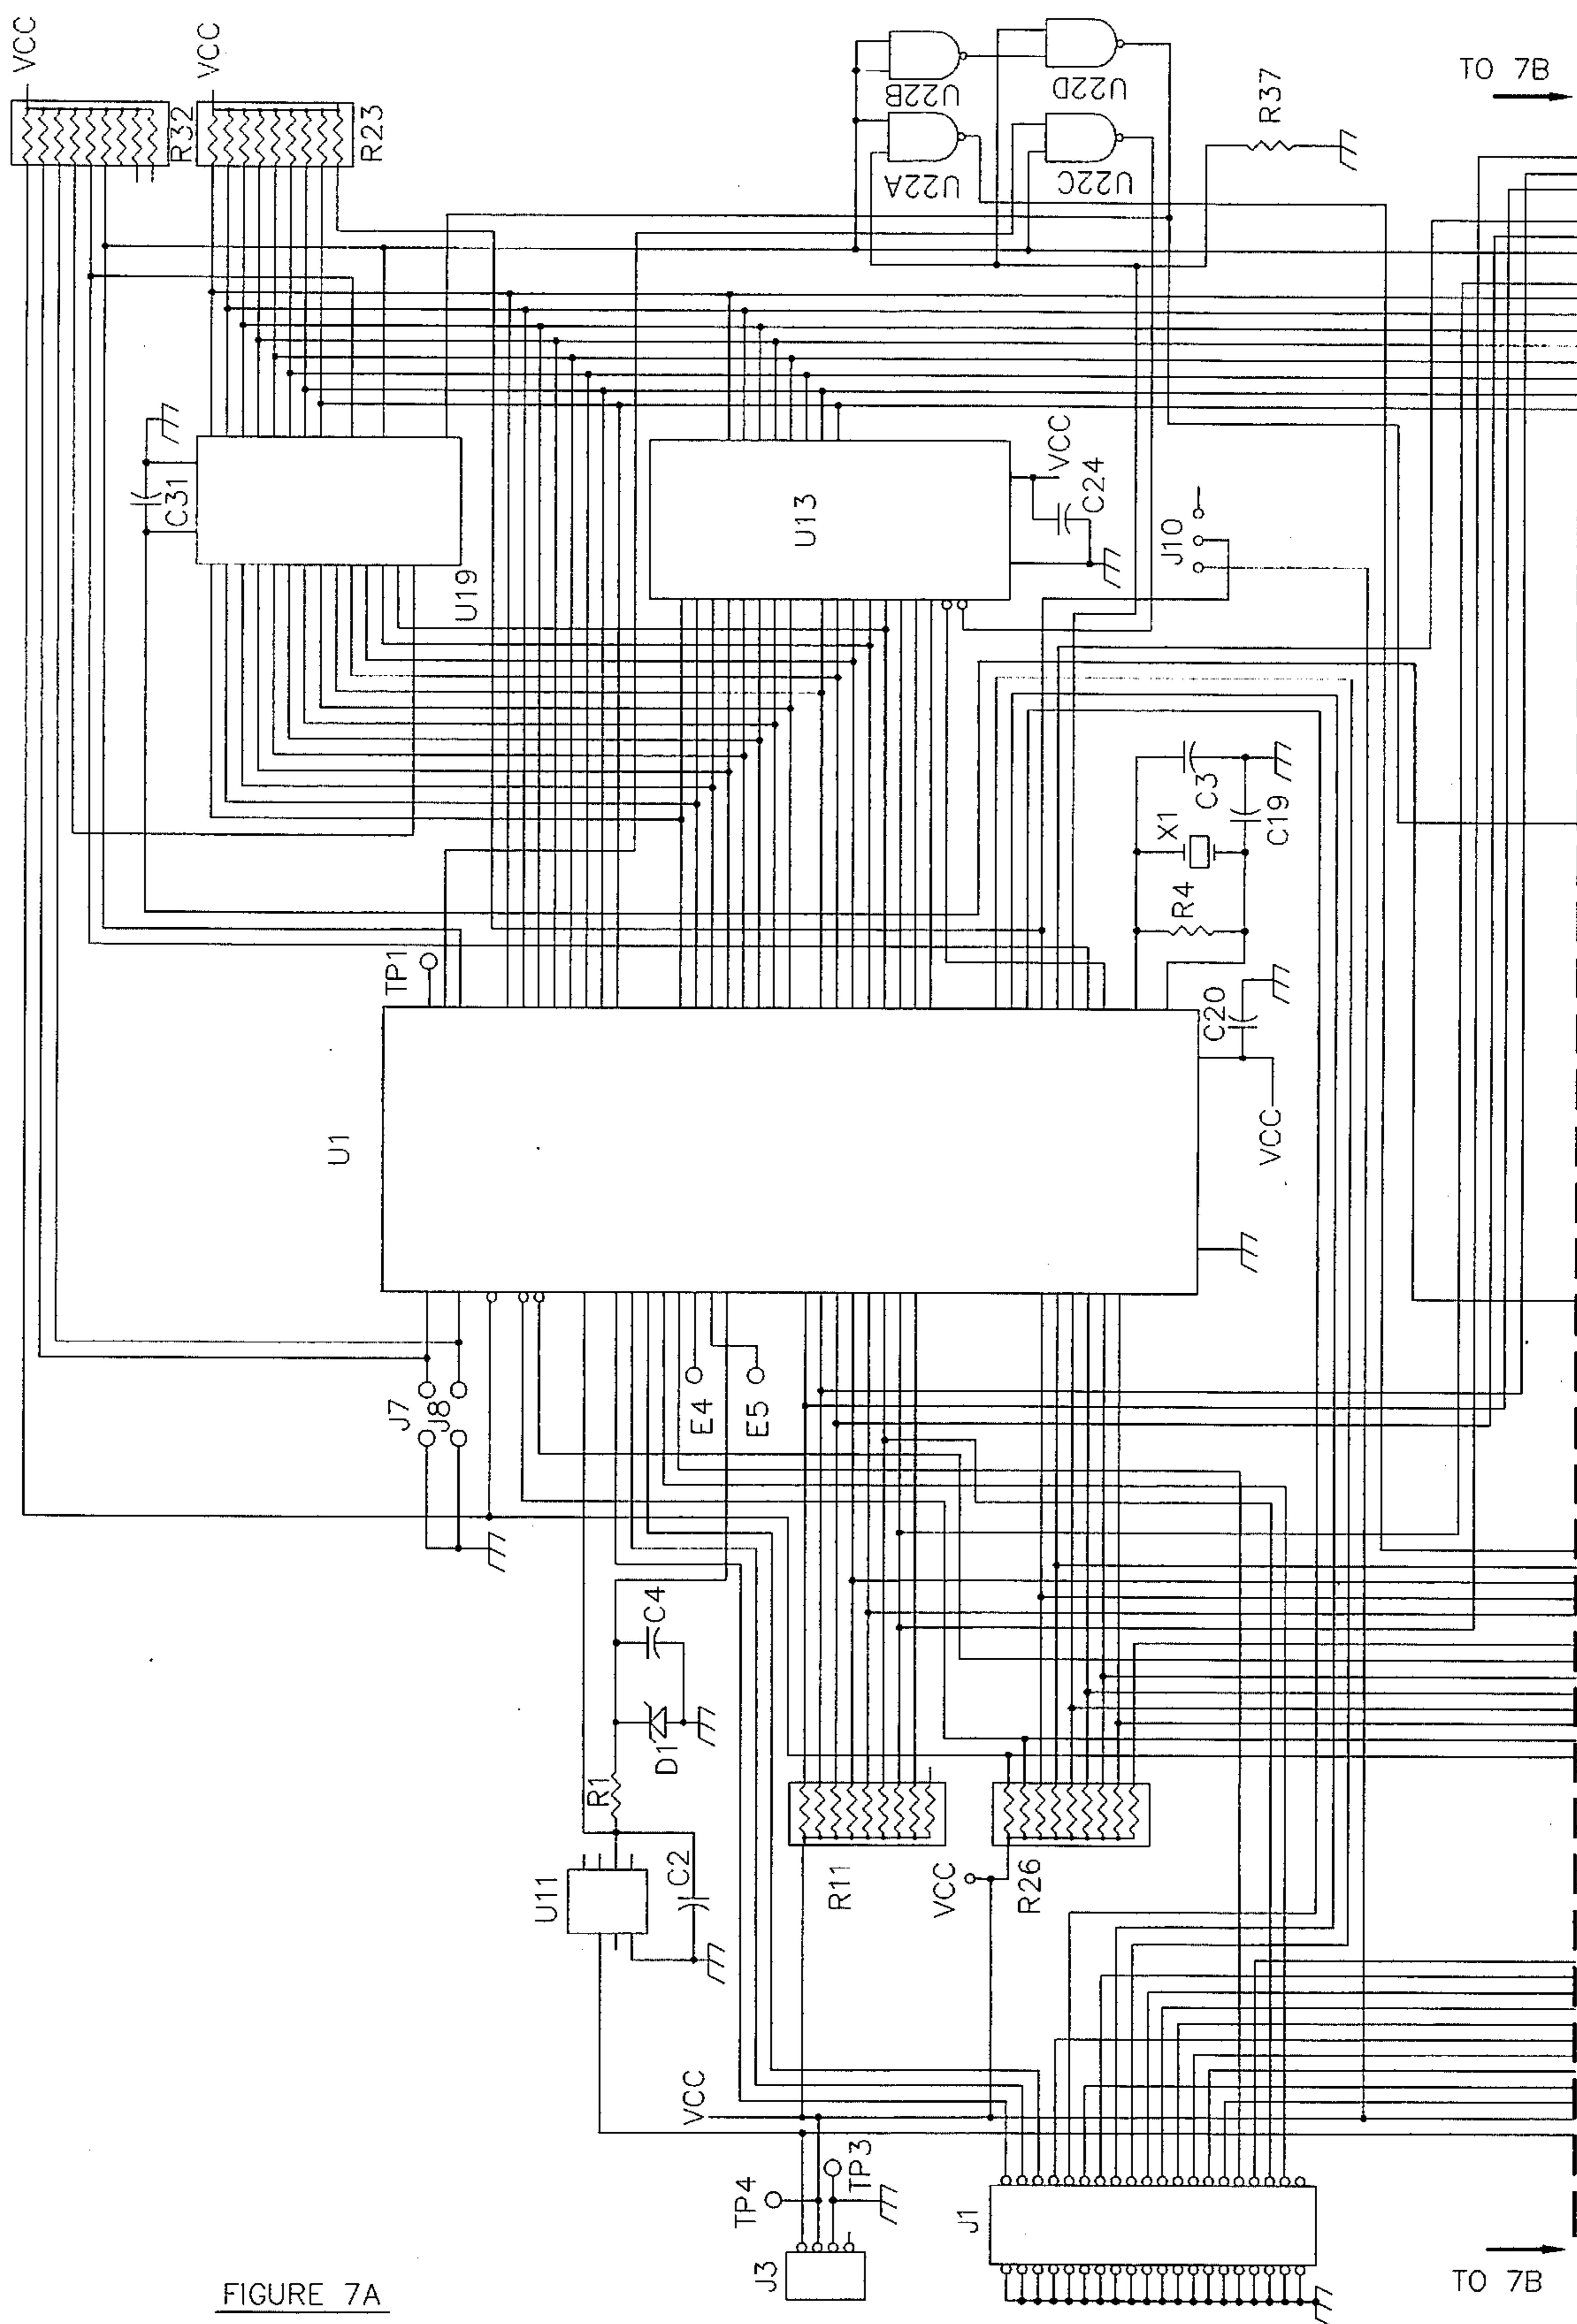 VCC
VCC
R32
R23
U22B
U22D
U22A
U22C
R37
TO 7B
C31
U19
U13
VCC
C24
J10
TP1
X1
C3
C19
R4
U1
C20
VCC
J7
J8
E4
E5
C4
D1
R1
U11
C2
R11
VCC
R26
VCC
TP4
TP3
J3
J1
TO 7B
FIGURE 7A